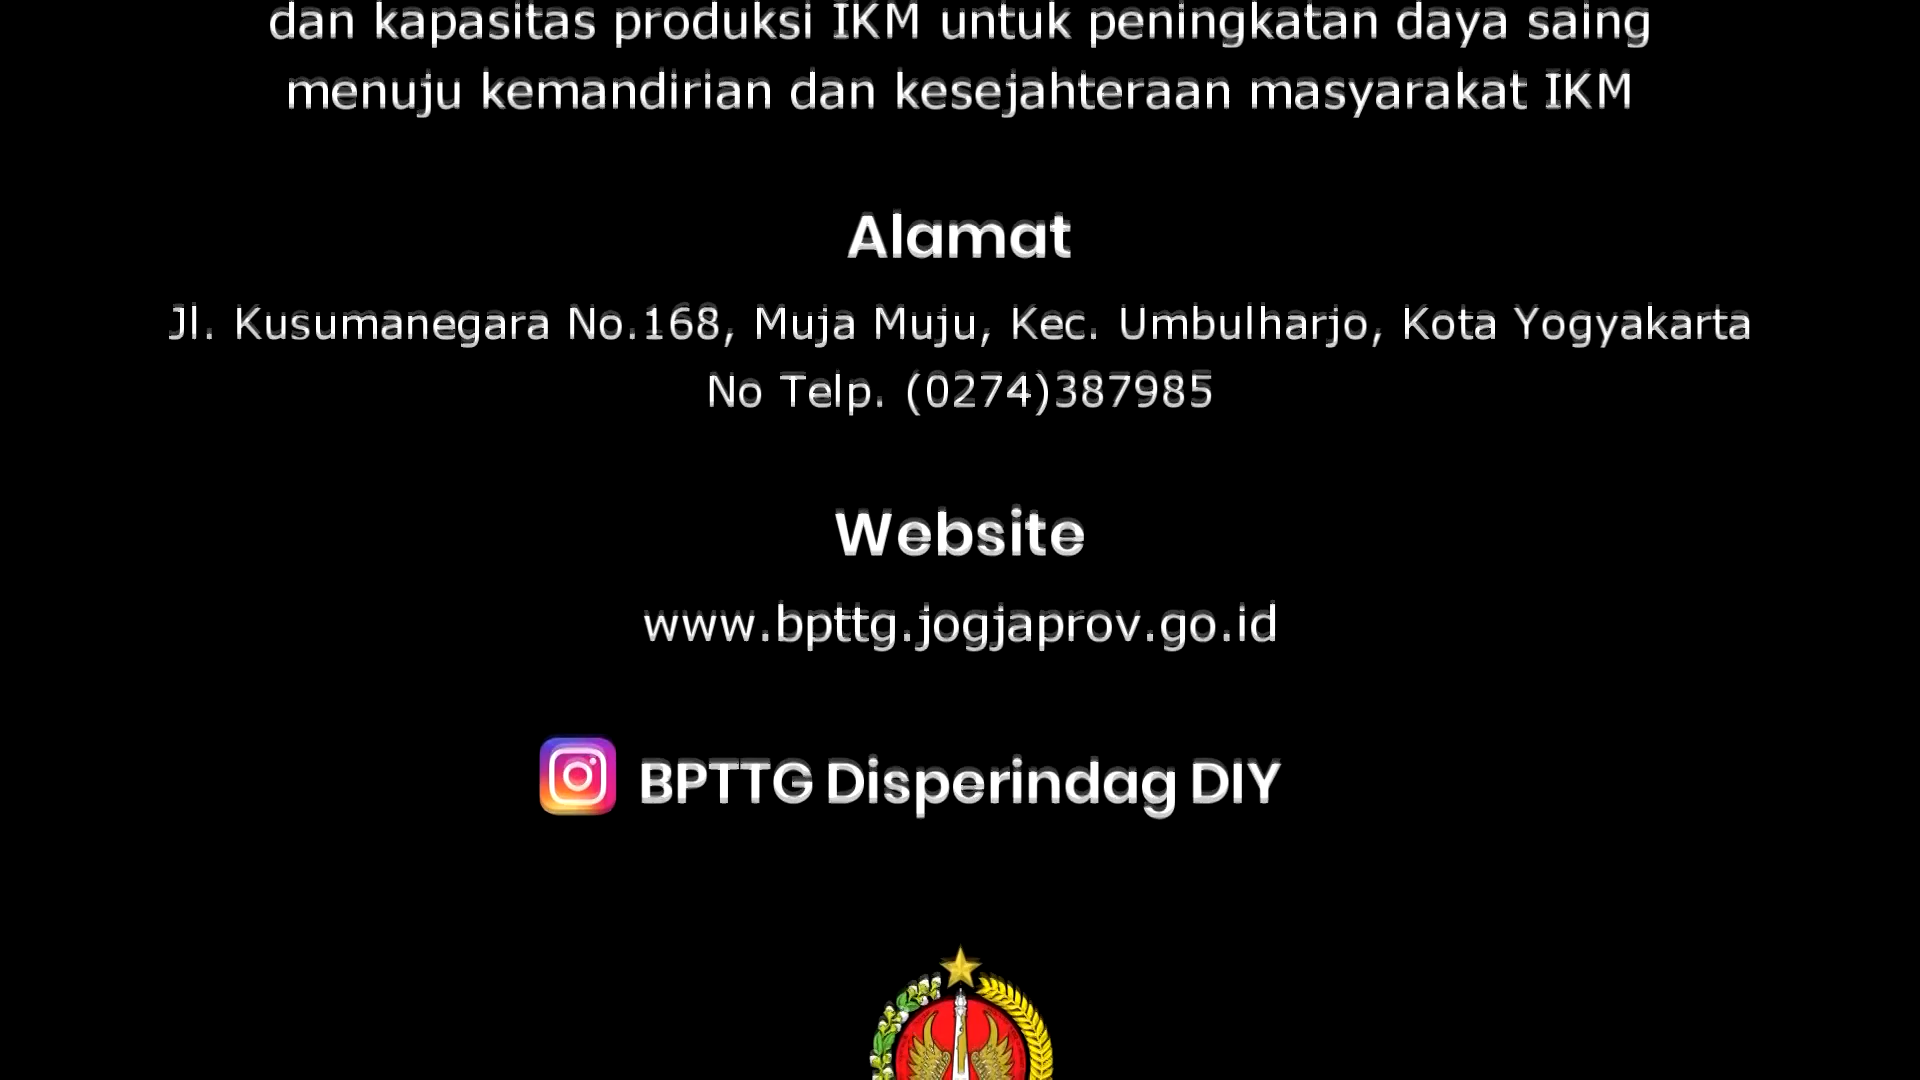 dan kapasitas produksi IKM untuk peningkatan daya saing
menuju kemandirian dan kesejahteraan masyarakat IKM
Alamat
Jl. Kusumanegara No.168, Muja Muju, Kec. Umbulharjo, Kota Yogyakarta
No Telp. (0274)387985
Website
www.bpttg.jogjaprov.go.id
BPTTG Disperindag DIY